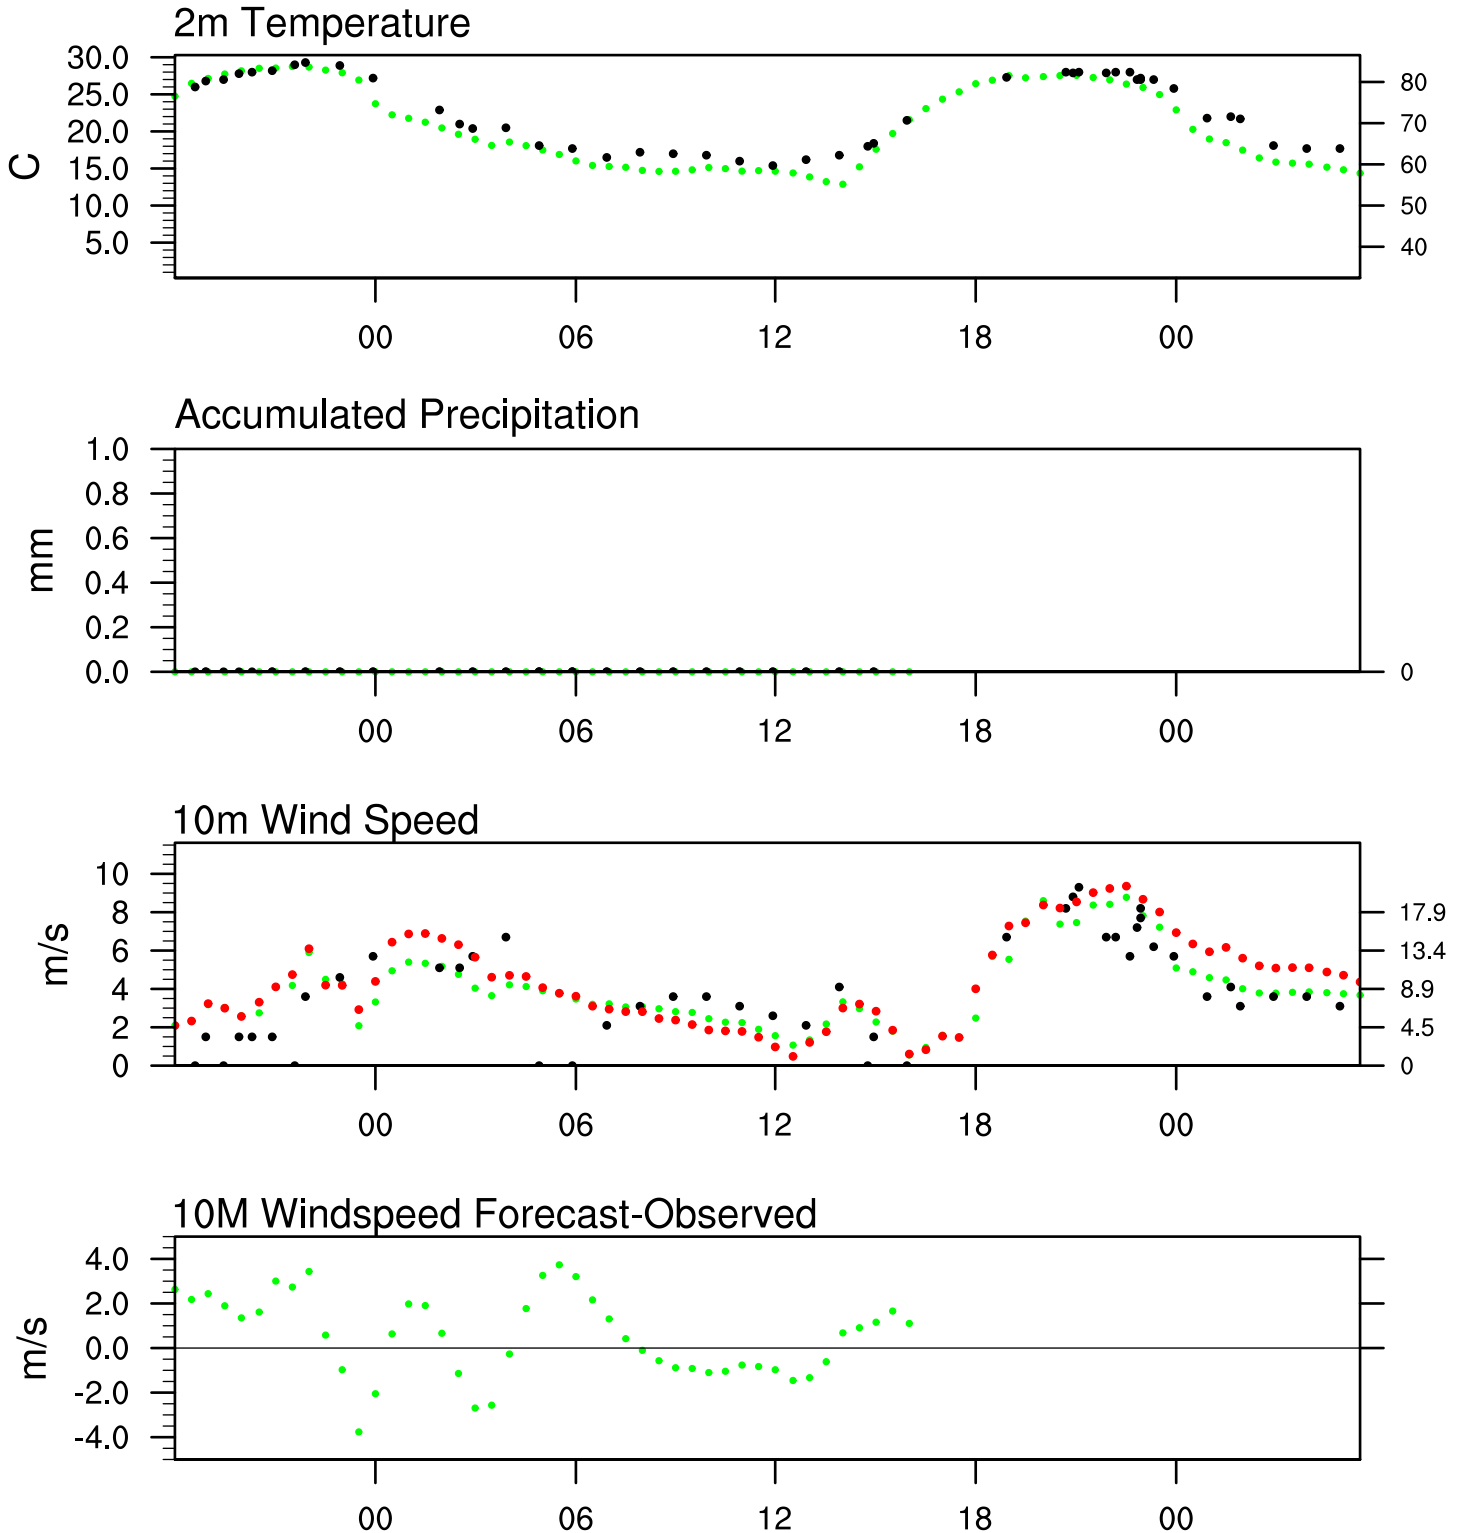 2m Temperature
30.0
25.0
20.0
15.0
10.0
5.0
C
80
70
60
50
40
00 06 12 18 00
Accumulated Precipitation
1.0
0.8
0.6
0.4
0.2
0.0
mm
0
00 06 12 18 00
10m Wind Speed
10
8
6
4
2
0
m/s
17.9
13.4
8.9
4.5
0
00 06 12 18 00
10M Windspeed Forecast-Observed
4.0
2.0
0.0
-2.0
-4.0
m/s
00 06 12 18 00